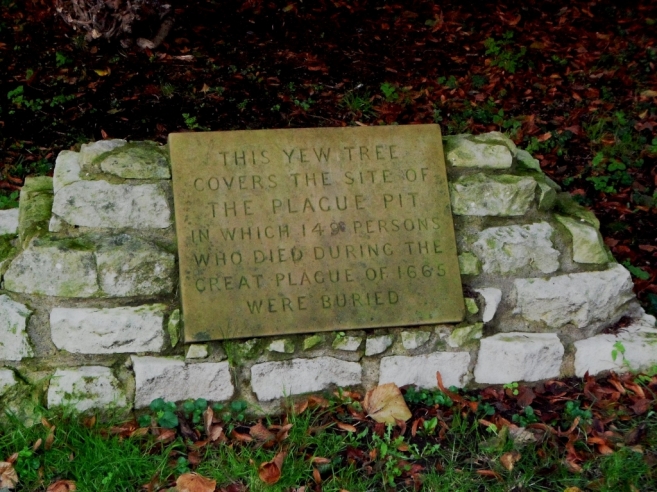 THIS YEW TREE
COVERS THE SITE OF
THE PLAGUE PIT
IN WHICH 149 PERSONS
WHO DIED DURING THE
GREAT PLAGUE OF 1665
WERE BURIED